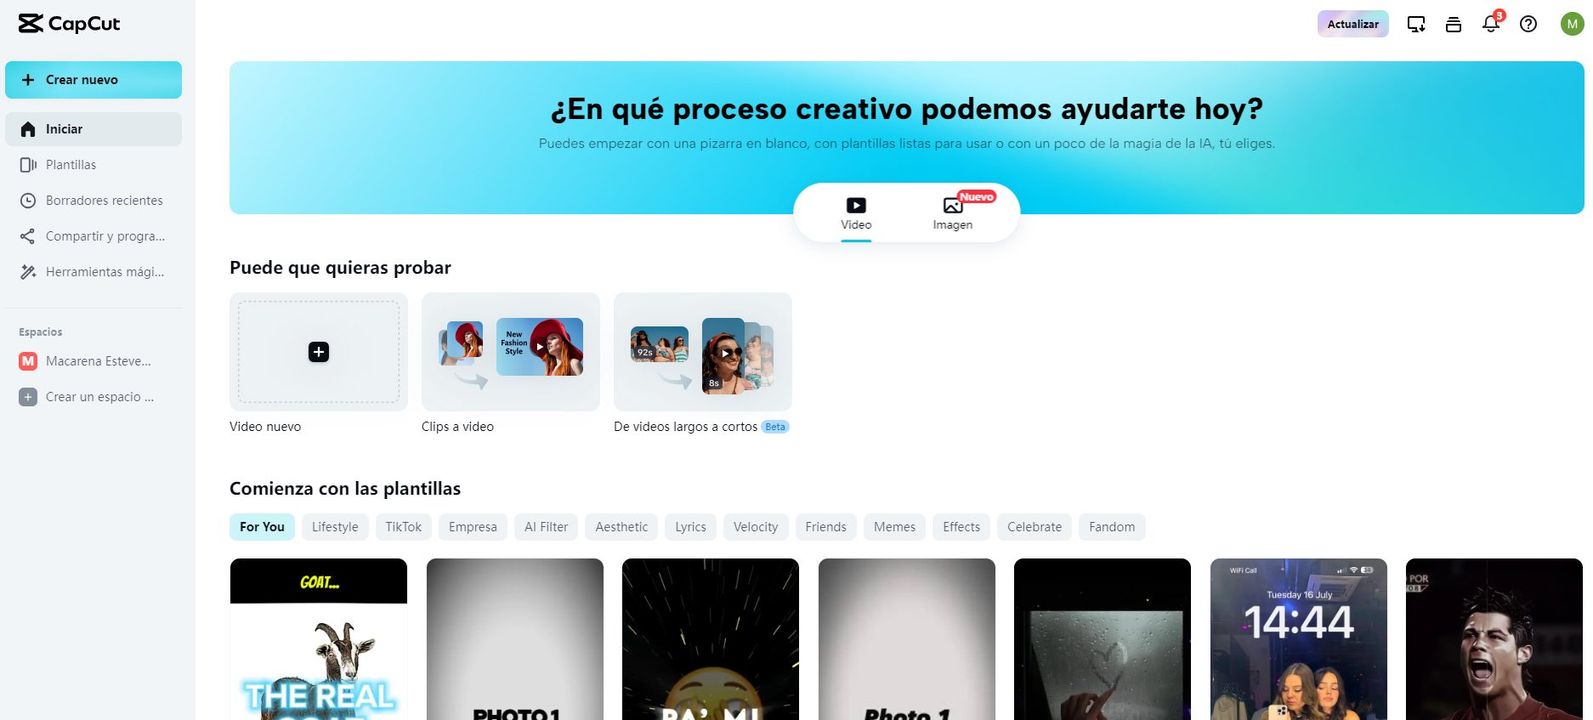 CapCut
Actualizar
3
M
Crear nuevo
Iniciar
Plantillas
Borradores recientes
Compartir y progra...
Herramientas mági...
Espacios
M Macarena Esteve...
Crear un espacio ...
¿En qué proceso creativo podemos ayudarte hoy?
Puedes empezar con una pizarra en blanco, con plantillas listas para usar o con un poco de la magia de la IA, tú eliges.
Nuevo
Video
Imagen
Puede que quieras probar
New
Fashion
Style
92s
8s
Video nuevo
Clips a video
De videos largos a cortos Beta
Comienza con las plantillas
For You
Lifestyle
TikTok
Empresa
AI Filter
Aesthetic
Lyrics
Velocity
Friends
Memes
Effects
Celebrate
Fandom
GOAT...
THE REAL
PHOTO 1
PA' MI
Photo 1
WiFi Call
Tuesday 16 July
14:44
POR